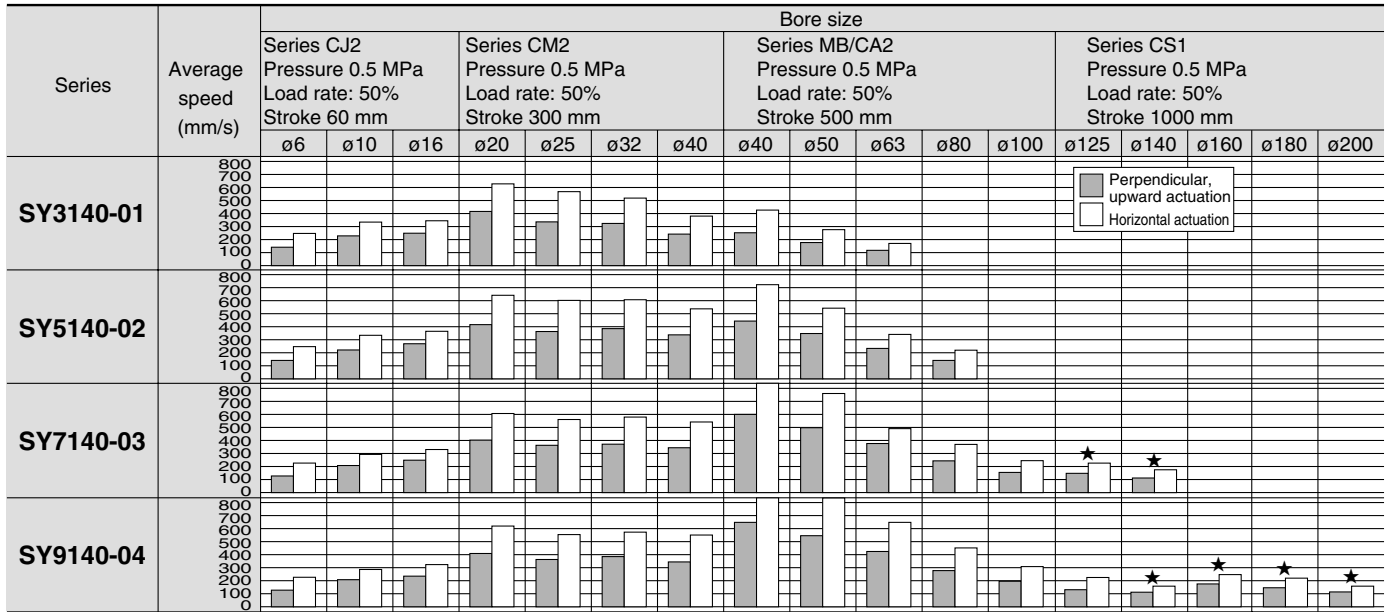 Bore size
Series
Average
speed
(mm/s)
Series CJ2
Pressure 0.5 MPa
Load rate: 50%
Stroke 60 mm
Series CM2
Pressure 0.5 MPa
Load rate: 50%
Stroke 300 mm
Series MB/CA2
Pressure 0.5 MPa
Load rate: 50%
Stroke 500 mm
Series CS1
Pressure 0.5 MPa
Load rate: 50%
Stroke 1000 mm
ø6 ø10 ø16 ø20 ø25 ø32 ø40 ø40 ø50 ø63 ø80 ø100 ø125 ø140 ø160 ø180 ø200
SY3140-01
800
700
600
500
400
300
200
100
0
Perpendicular,
upward actuation
Horizontal actuation
SY5140-02
800
700
600
500
400
300
200
100
0
SY7140-03
800
700
600
500
400
300
200
100
0
★ ★
SY9140-04
800
700
600
500
400
300
200
100
0
★ ★ ★ ★